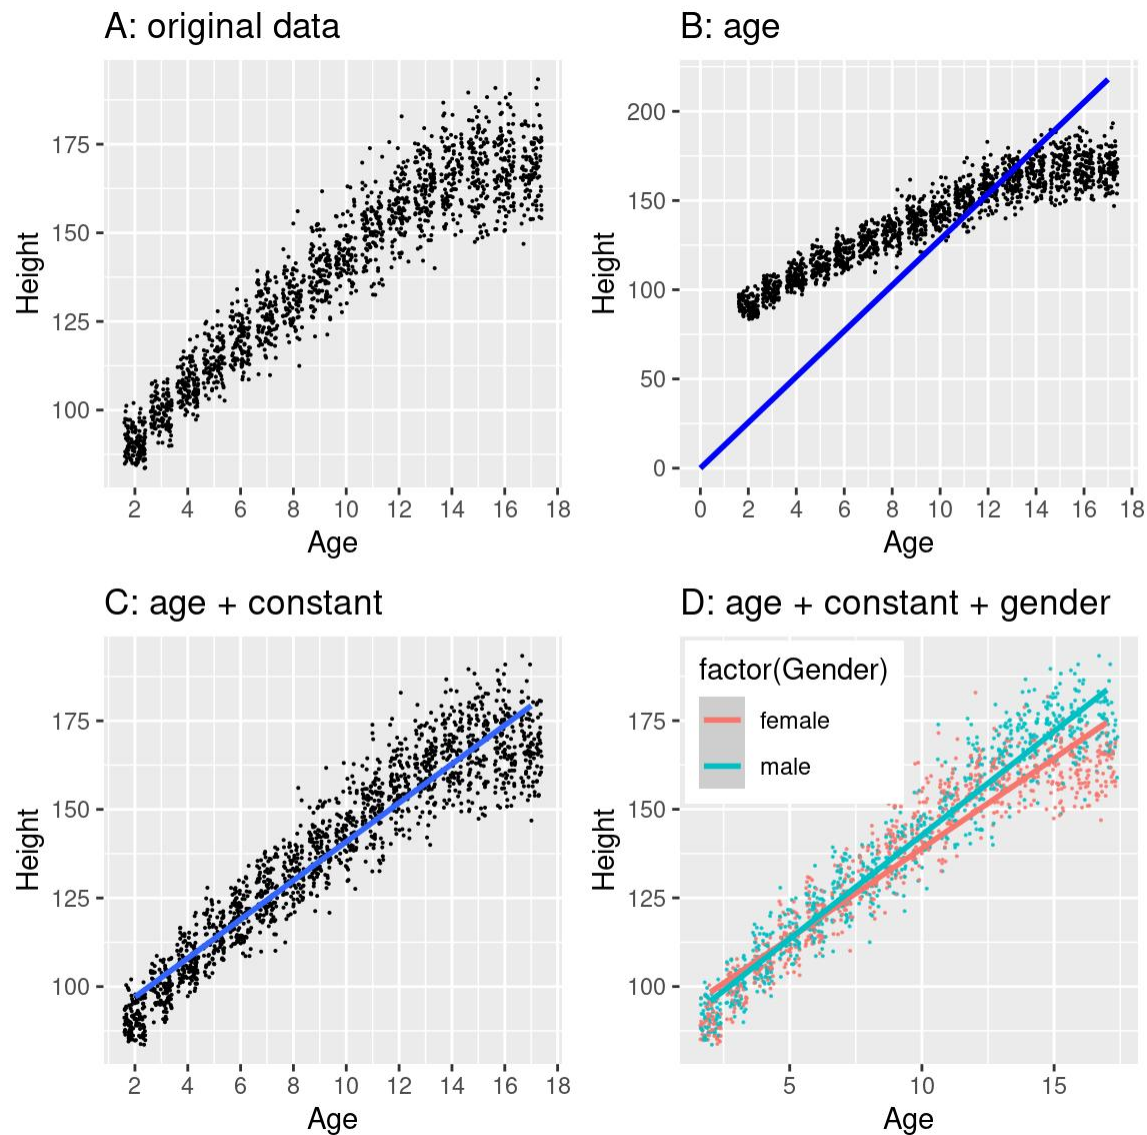 A: original data
175
150
125
100
Height
2 4 6 8 10 12 14 16 18
Age
B: age
200
150
100
50
0
Height
0 2 4 6 8 10 12 14 16 18
Age
C: age + constant
175
150
125
100
Height
2 4 6 8 10 12 14 16 18
Age
D: age + constant + gender
factor(Gender)
female
male
175
150
125
100
Height
5 10 15
Age